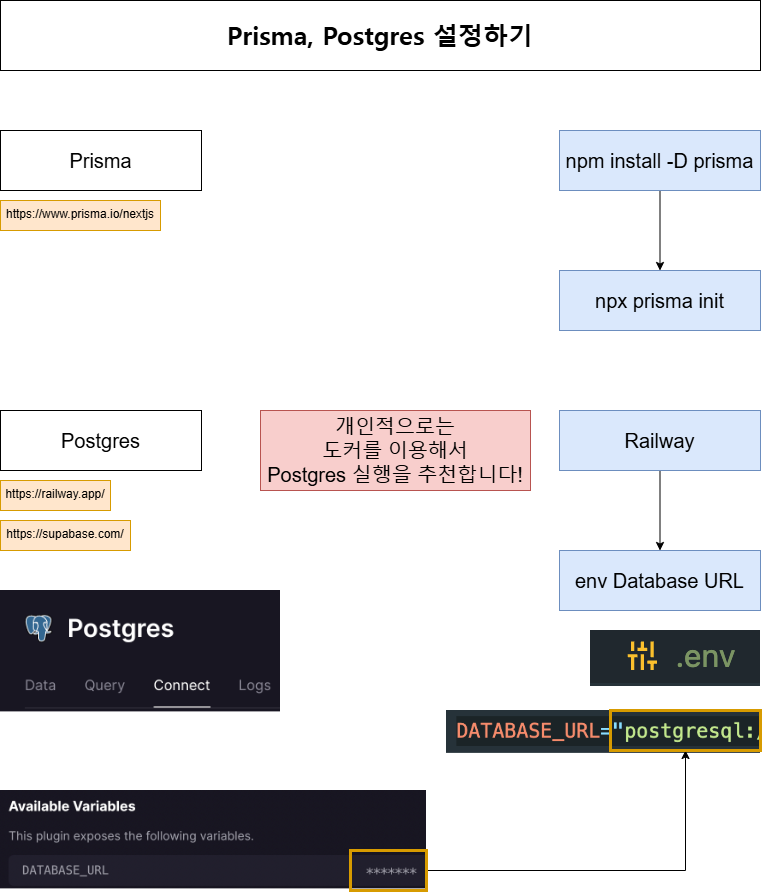 Prisma, Postgres 설정하기
Prisma
npm install -D prisma
https://www.prisma.io/nextjs
npx prisma init
Postgres
개인적으로는
도커를 이용해서
Postgres 실행을 추천합니다!
Railway
https://railway.app/
https://supabase.com/
env Database URL
Postgres
Data Query Connect Logs
.env
DATABASE_URL="postgresql:/
Available Variables
This plugin exposes the following variables.
DATABASE_URL *******